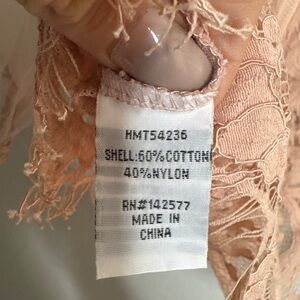 HMT54236
SHELL:60%COTTON
40%NYLON
RN#142577
MADE IN
CHINA